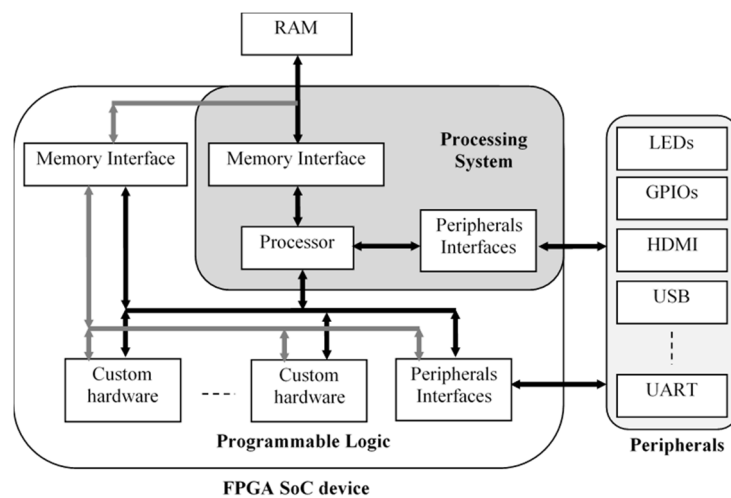 RAM
Processing
System
Memory Interface
Memory Interface
Processor
Peripherals
Interfaces
LEDs
GPIOs
HDMI
USB
UART
Peripherals
Custom
hardware
Custom
hardware
Peripherals
Interfaces
Programmable Logic
FPGA SoC device